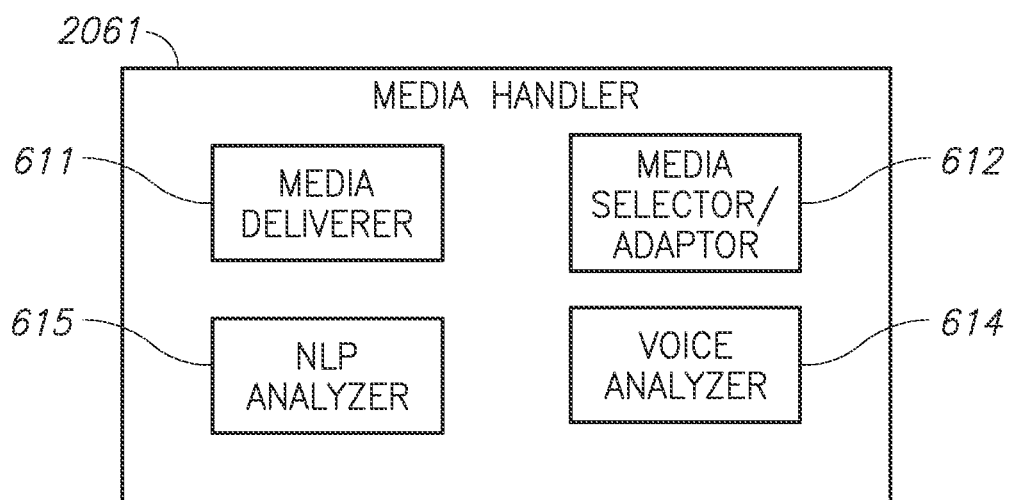 2061
MEDIA HANDLER
611
MEDIA
DELIVERER
MEDIA
SELECTOR/
ADAPTOR
612
615
NLP
ANALYZER
VOICE
ANALYZER
614